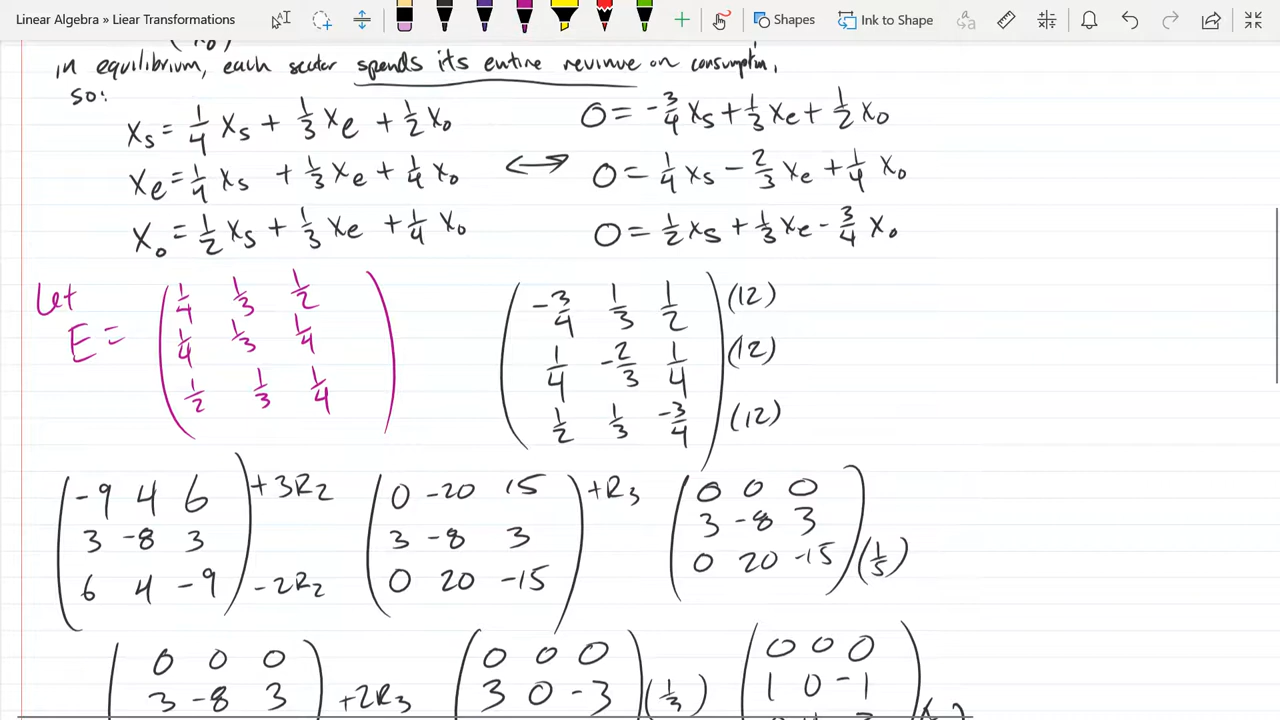 Linear Algebra » Liear Transformations
Shapes
Ink to Shape
(x₀)
in equilibrium, each sector spends its entire revenue on consumption,
so:
xs = 1/4 xs + 1/3 xe + 1/2 x₀
0 = -3/4 xs + 1/3 xe + 1/2 x₀
xe = 1/4 xs + 1/3 xe + 1/4 x₀
↔
0 = 1/4 xs - 2/3 xe + 1/4 x₀
x₀ = 1/2 xs + 1/3 xe + 1/4 x₀
0 = 1/2 xs + 1/3 xe - 3/4 x₀
Let
E =
1/4 1/3 1/2
1/4 1/3 1/4
1/2 1/3 1/4
-3/4 1/3 1/2 (12)
1/4 -2/3 1/4 (12)
1/2 1/3 -3/4 (12)
-9 4 6 +3R2
3 -8 3
6 4 -9 -2R2
0 -20 15 +R3
3 -8 3
0 20 -15
0 0 0
3 -8 3
0 20 -15 (1/5)
0 0 0
3 -8 3 +2R3
0 0 0
3 0 -3 (1/3)
0 0 0
1 0 -1